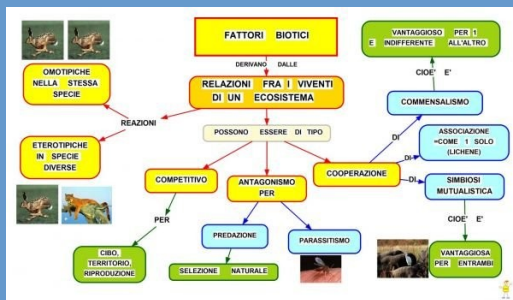 FATTORI BIOTICI
DERIVANO DALLE
RELAZIONI FRA I VIVENTI
DI UN ECOSISTEMA
REAZIONI
OMOTIPICHE
NELLA STESSA
SPECIE
ETEROTIPICHE
IN SPECIE
DIVERSE
POSSONO ESSERE DI TIPO
COMPETITIVO
PER
CIBO,
TERRITORIO,
RIPRODUZIONE
ANTAGONISMO
PER
PREDAZIONE
SELEZIONE NATURALE
PARASSITISMO
COOPERAZIONE
DI
COMMENSALISMO
CIOE' E'
VANTAGGIOSO PER 1
E INDIFFERENTE ALL'ALTRO
DI
ASSOCIAZIONE
=COME 1 SOLO
(LICHENE)
DI
SIMBIOSI
MUTUALISTICA
CIOE' E'
VANTAGGIOSA
PER ENTRAMBI